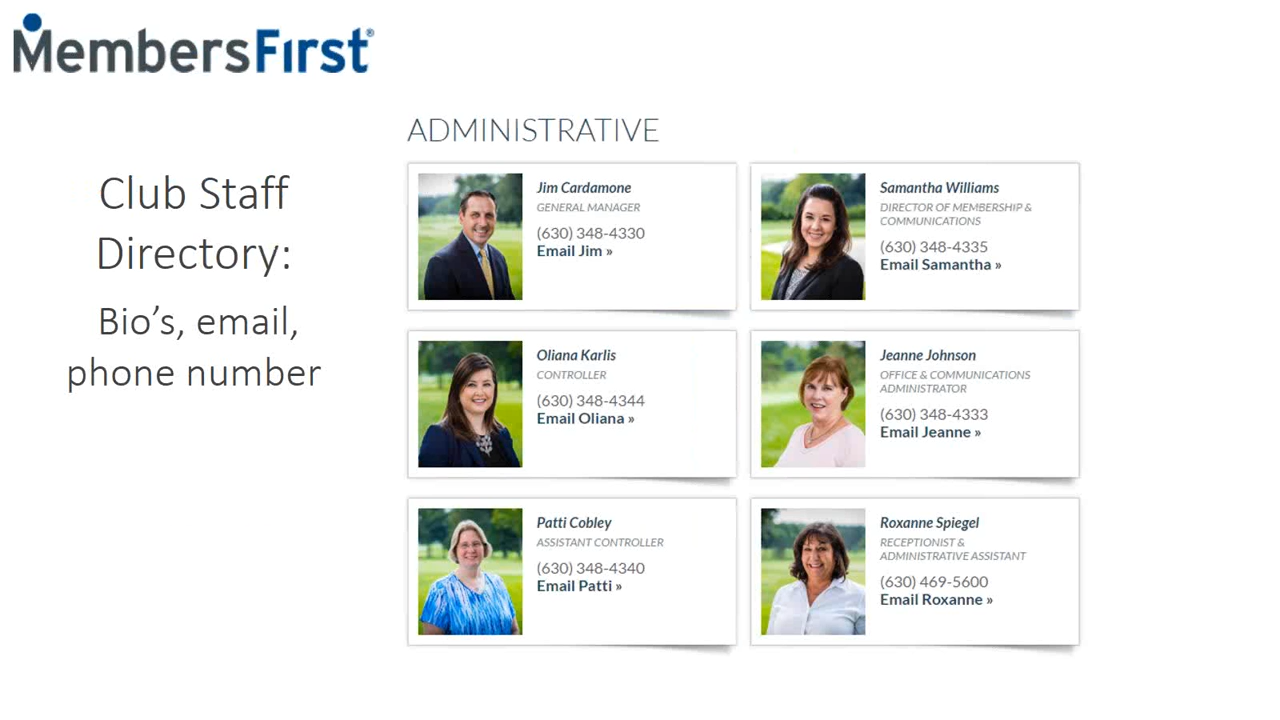 MembersFirst®
ADMINISTRATIVE
Club Staff
Directory:
Bio's, email,
phone number
Jim Cardamone
GENERAL MANAGER
(630) 348-4330
Email Jim »
Samantha Williams
DIRECTOR OF MEMBERSHIP &
COMMUNICATIONS
(630) 348-4335
Email Samantha »
Oliana Karlis
CONTROLLER
(630) 348-4344
Email Oliana »
Jeanne Johnson
OFFICE & COMMUNICATIONS
ADMINISTRATOR
(630) 348-4333
Email Jeanne »
Patti Cobley
ASSISTANT CONTROLLER
(630) 348-4340
Email Patti »
Roxanne Spiegel
RECEPTIONIST &
ADMINISTRATIVE ASSISTANT
(630) 469-5600
Email Roxanne »